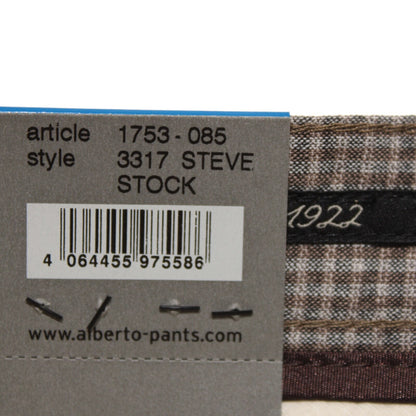 article 1753-085
style 3317 STEVE
STOCK
4 064455 975586
www.alberto-pants.com
1922